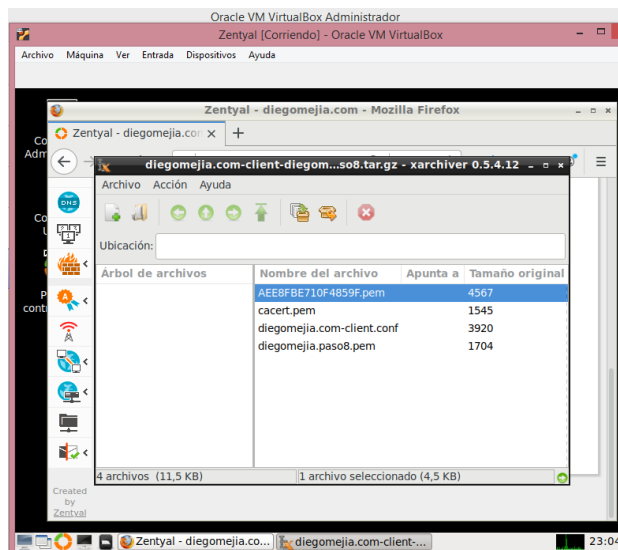 Oracle VM VirtualBox Administrador
Zentyal [Corriendo] - Oracle VM VirtualBox
Archivo Máquina Ver Entrada Dispositivos Ayuda
Zentyal - diegomejia.com - Mozilla Firefox
Zentyal - diegomejia.con
diegomejia.com-client-diegom...so8.tar.gz - xarchiver 0.5.4.12
Archivo Acción Ayuda
Ubicación:
Árbol de archivos
Nombre del archivo Apunta a Tamaño original
AEE8FBE710F4859F.pem 4567
cacert.pem 1545
diegomejia.com-client.conf 3920
diegomejia.paso8.pem 1704
4 archivos (11,5 KB)
1 archivo seleccionado (4,5 KB)
DNS
Co
Adm
Co
U
P
cont
Created
by
Zentyal
Zentyal - diegomejia.co...
diegomejia.com-client-...
23:04